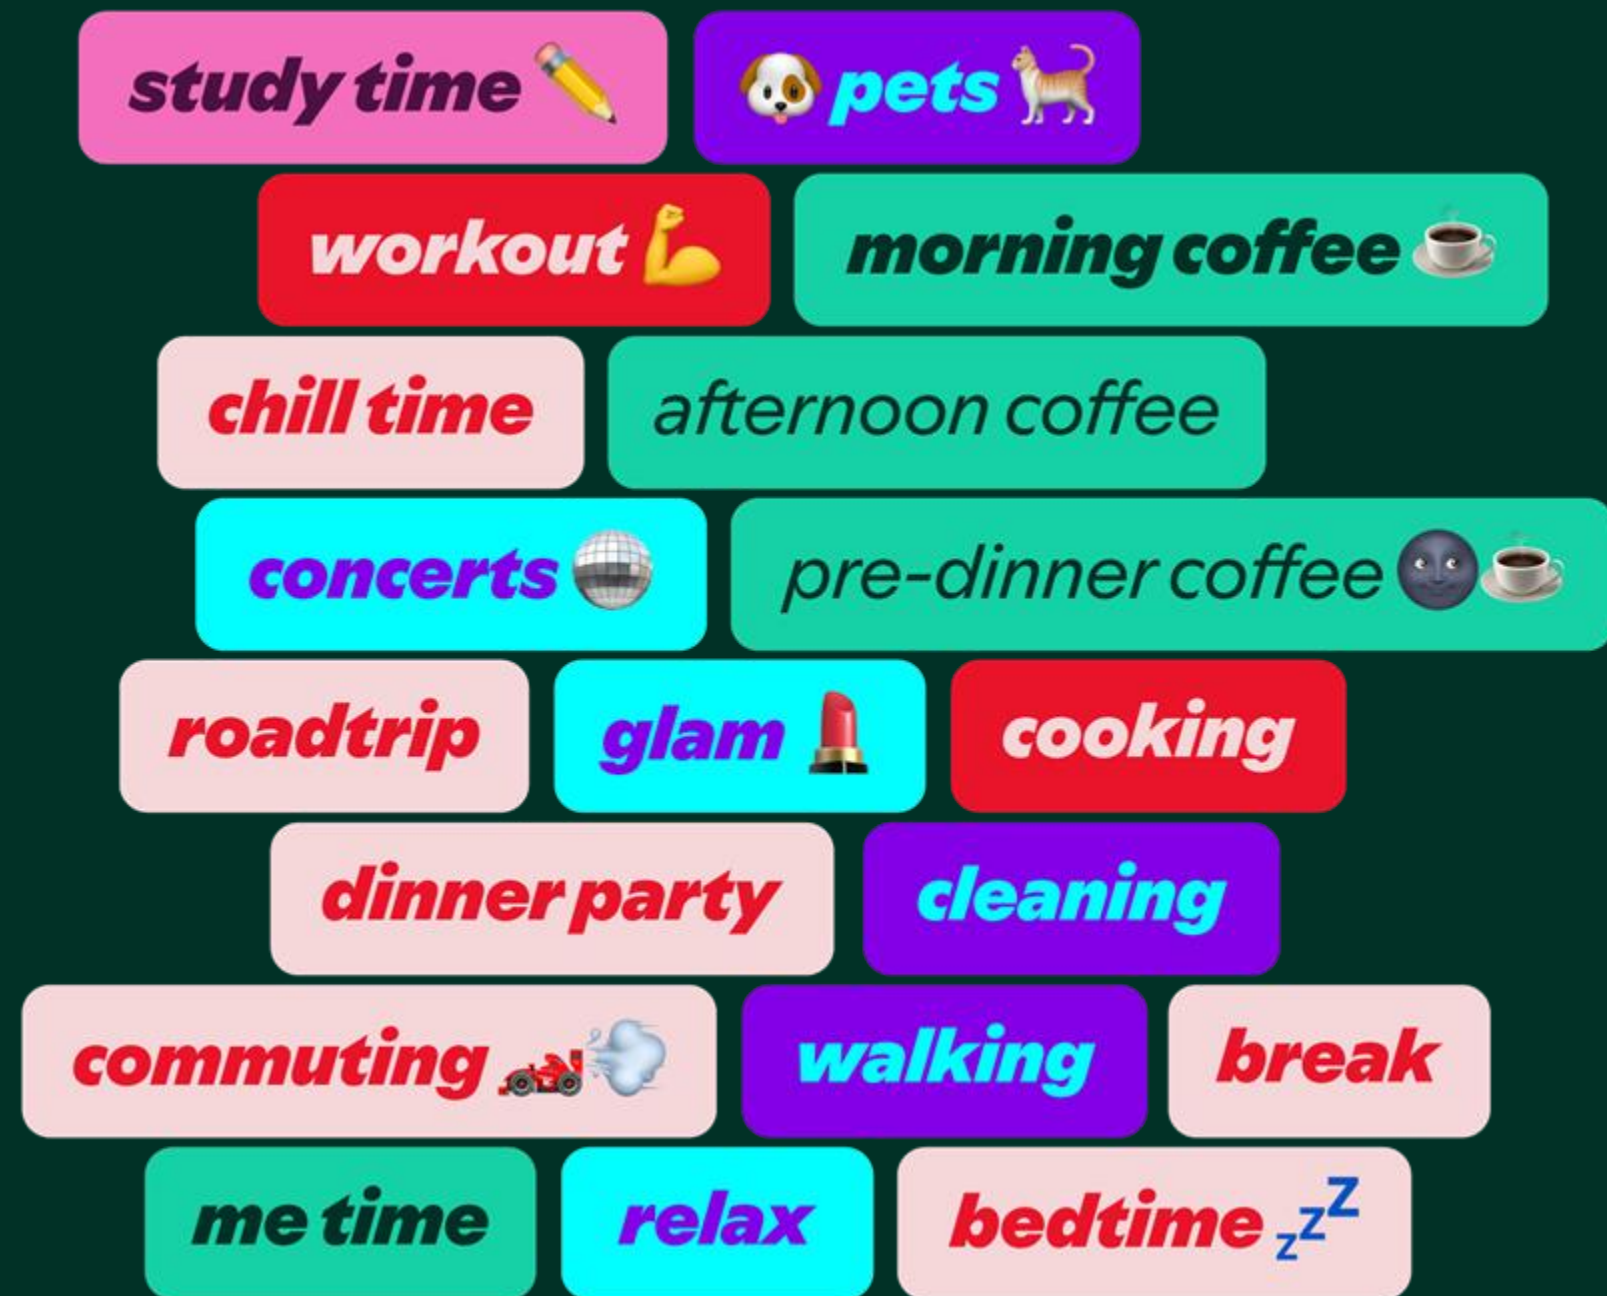 study time ✏️ 🐶 pets 🐈
workout 💪 morning coffee ☕
chill time afternoon coffee
concerts 🪩 pre-dinner coffee 🌚☕
roadtrip glam 💄 cooking
dinner party cleaning
commuting 🏎️💨 walking break
me time relax bedtime 💤